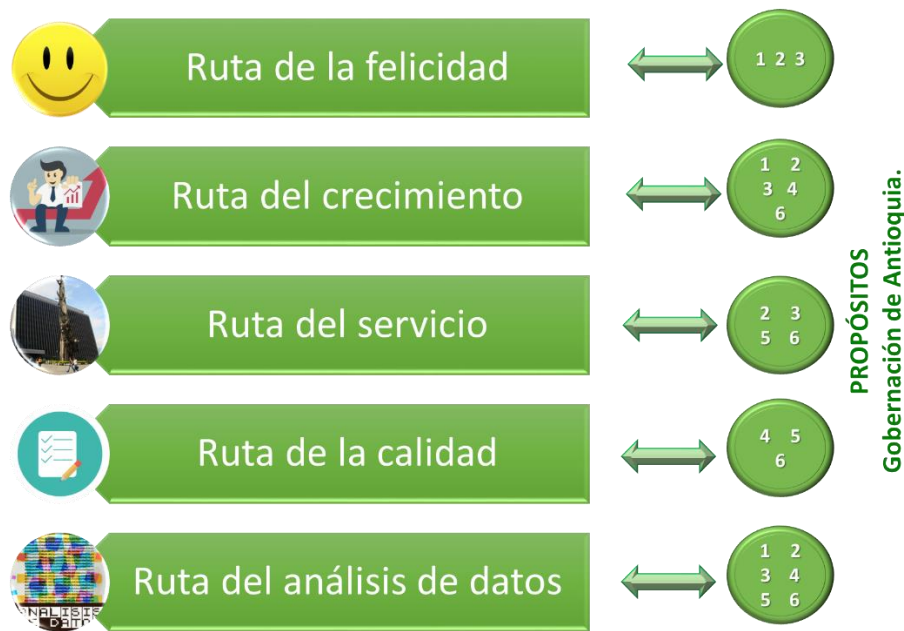 Ruta de la felicidad
1 2 3
Ruta del crecimiento
1 2
3 4
6
Ruta del servicio
2 3
5 6
Ruta de la calidad
4 5
6
Ruta del análisis de datos
1 2
3 4
5 6
PROPÓSITOS
Gobernación de Antioquia.